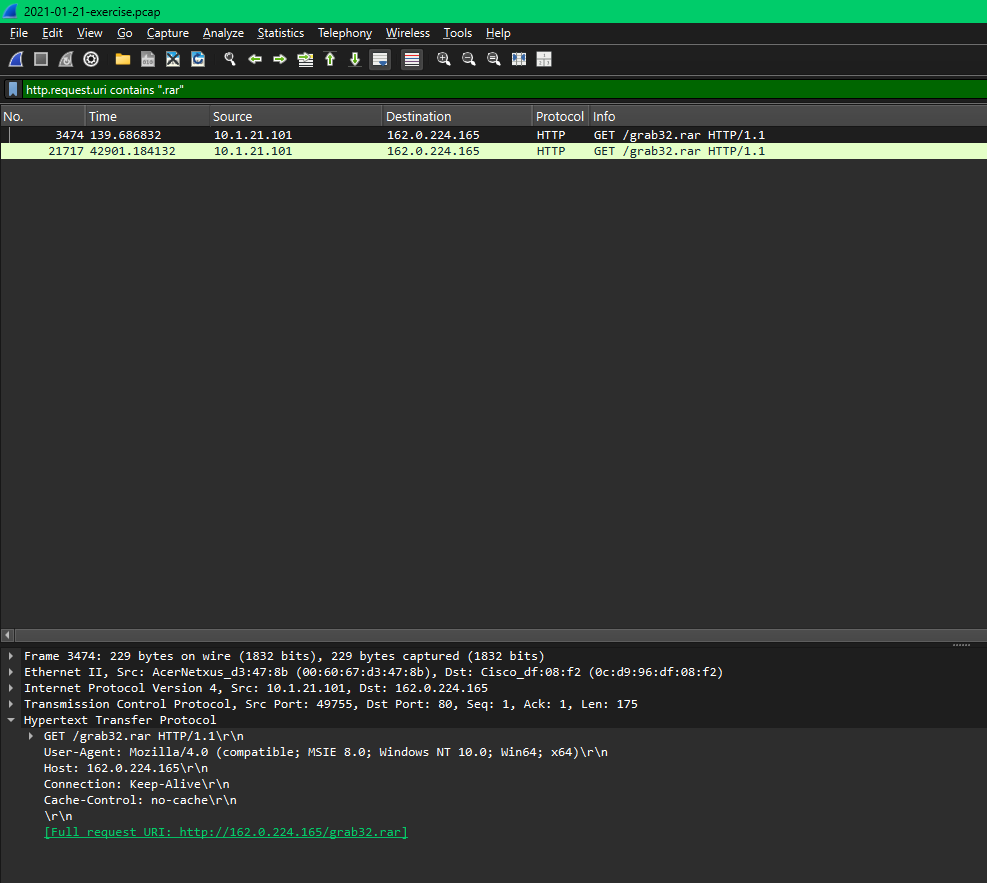 2021-01-21-exercise.pcap
File Edit View Go Capture Analyze Statistics Telephony Wireless Tools Help
http.request.uri contains ".rar"
No. Time Source Destination Protocol Info
3474 139.686832 10.1.21.101 162.0.224.165 HTTP GET /grab32.rar HTTP/1.1
21717 42901.184132 10.1.21.101 162.0.224.165 HTTP GET /grab32.rar HTTP/1.1
Frame 3474: 229 bytes on wire (1832 bits), 229 bytes captured (1832 bits)
Ethernet II, Src: AcerNetxus_d3:47:8b (00:60:67:d3:47:8b), Dst: Cisco_df:08:f2 (0c:d9:96:df:08:f2)
Internet Protocol Version 4, Src: 10.1.21.101, Dst: 162.0.224.165
Transmission Control Protocol, Src Port: 49755, Dst Port: 80, Seq: 1, Ack: 1, Len: 175
Hypertext Transfer Protocol
GET /grab32.rar HTTP/1.1\r\n
User-Agent: Mozilla/4.0 (compatible; MSIE 8.0; Windows NT 10.0; Win64; x64)\r\n
Host: 162.0.224.165\r\n
Connection: Keep-Alive\r\n
Cache-Control: no-cache\r\n
\r\n
[Full request URI: http://162.0.224.165/grab32.rar]